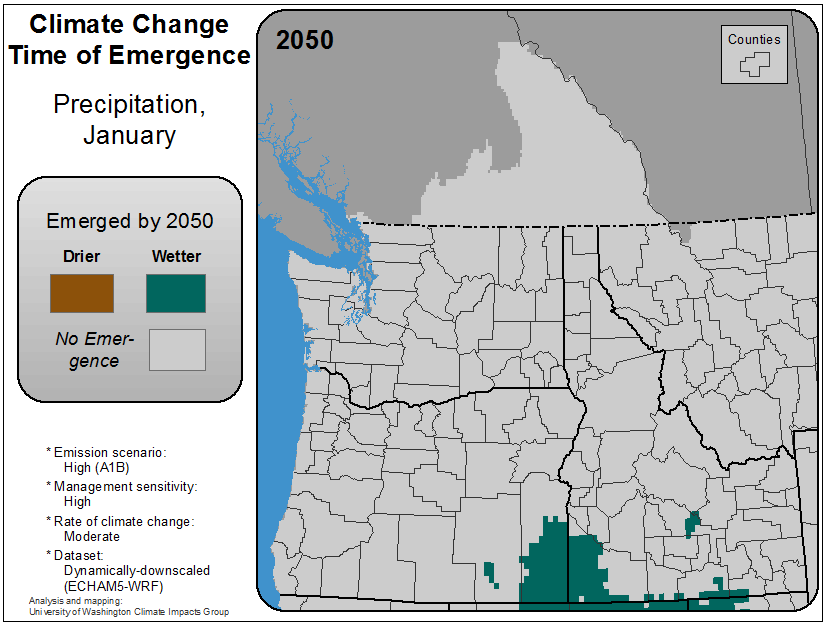 Climate Change
Time of Emergence
Precipitation,
January
Emerged by 2050
Drier
Wetter
No Emer-
gence
* Emission scenario:
High (A1B)
* Management sensitivity:
High
* Rate of climate change:
Moderate
* Dataset:
Dynamically-downscaled
(ECHAM5-WRF)
Analysis and mapping:
University of Washington Climate Impacts Group
2050
Counties